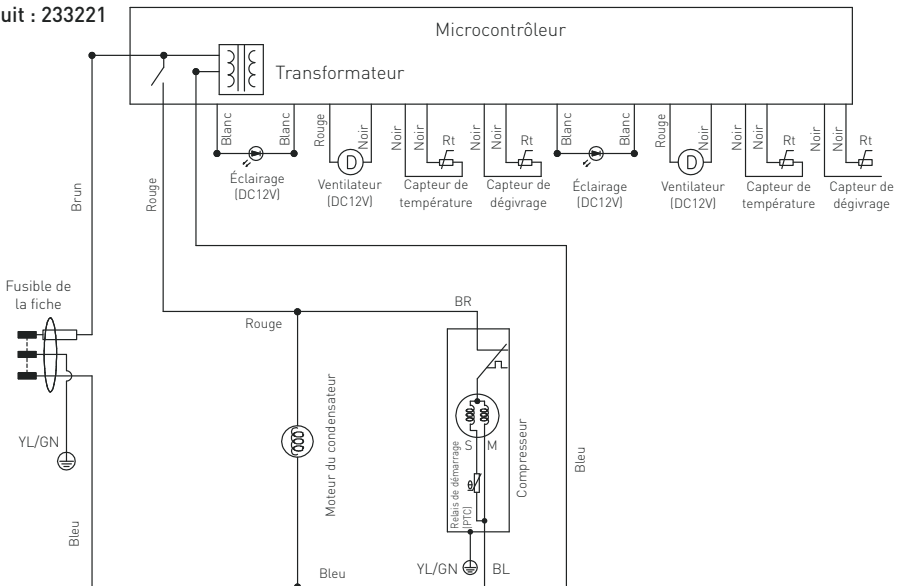 uit : 233221
Microcontrôleur
Transformateur
Blanc
Blanc
Rouge
Noir
Noir
Noir
Noir
Noir
Blanc
Blanc
Rouge
Noir
Noir
Noir
Noir
Noir
Rt
Rt
Rt
Rt
D
D
Éclairage
(DC12V)
Ventilateur
(DC12V)
Capteur de
température
Capteur de
dégivrage
Éclairage
(DC12V)
Ventilateur
(DC12V)
Capteur de
température
Capteur de
dégivrage
Brun
Rouge
Fusible de
la fiche
Rouge
BR
Moteur du condensateur
S
M
Relais de démarrage
(PTC)
θ
Compresseur
Bleu
YL/GN
Bleu
Bleu
YL/GN
BL